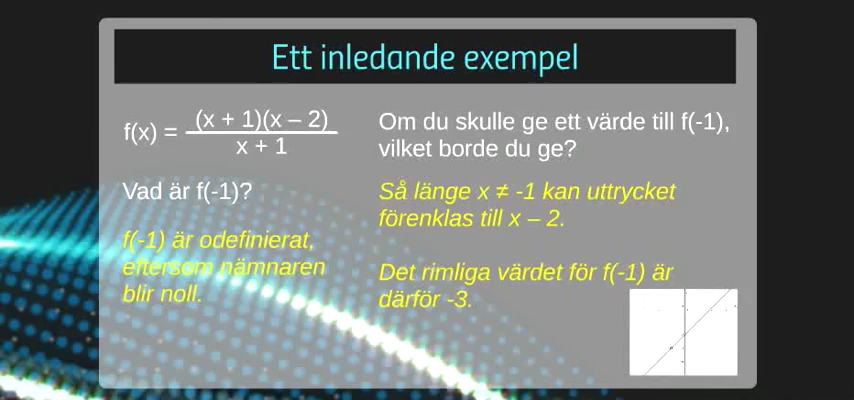 Ett inledande exempel
f(x) = (x + 1)(x – 2)
x + 1
Vad är f(-1)?
f(-1) är odefinierat,
eftersom nämnaren
blir noll.
Om du skulle ge ett värde till f(-1),
vilket borde du ge?
Så länge x ≠ -1 kan uttrycket
förenklas till x – 2.
Det rimliga värdet för f(-1) är
därför -3.